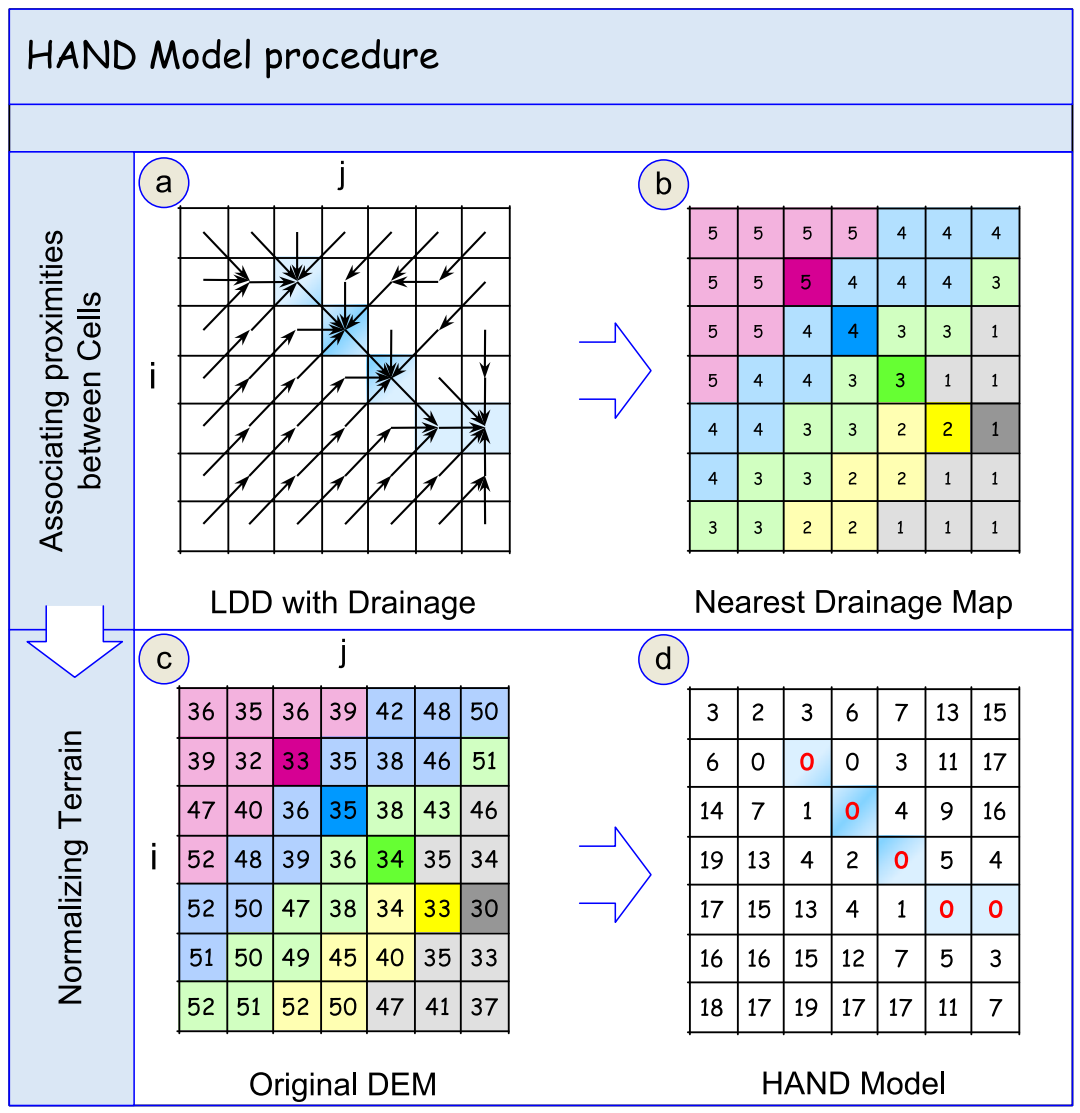 HAND Model procedure
Associating proximities
between Cells
a
j
i
LDD with Drainage
b
5 5 5 5 4 4 4
5 5 5 4 4 4 3
5 5 4 4 3 3 1
5 4 4 3 3 1 1
4 4 3 3 2 2 1
4 3 3 2 2 1 1
3 3 2 2 1 1 1
Nearest Drainage Map
Normalizing Terrain
c
j
i
36 35 36 39 42 48 50
39 32 33 35 38 46 51
47 40 36 35 38 43 46
52 48 39 36 34 35 34
52 50 47 38 34 33 30
51 50 49 45 40 35 33
52 51 52 50 47 41 37
Original DEM
d
3 2 3 6 7 13 15
6 0 0 0 3 11 17
14 7 1 0 4 9 16
19 13 4 2 0 5 4
17 15 13 4 1 0 0
16 16 15 12 7 5 3
18 17 19 17 17 11 7
HAND Model